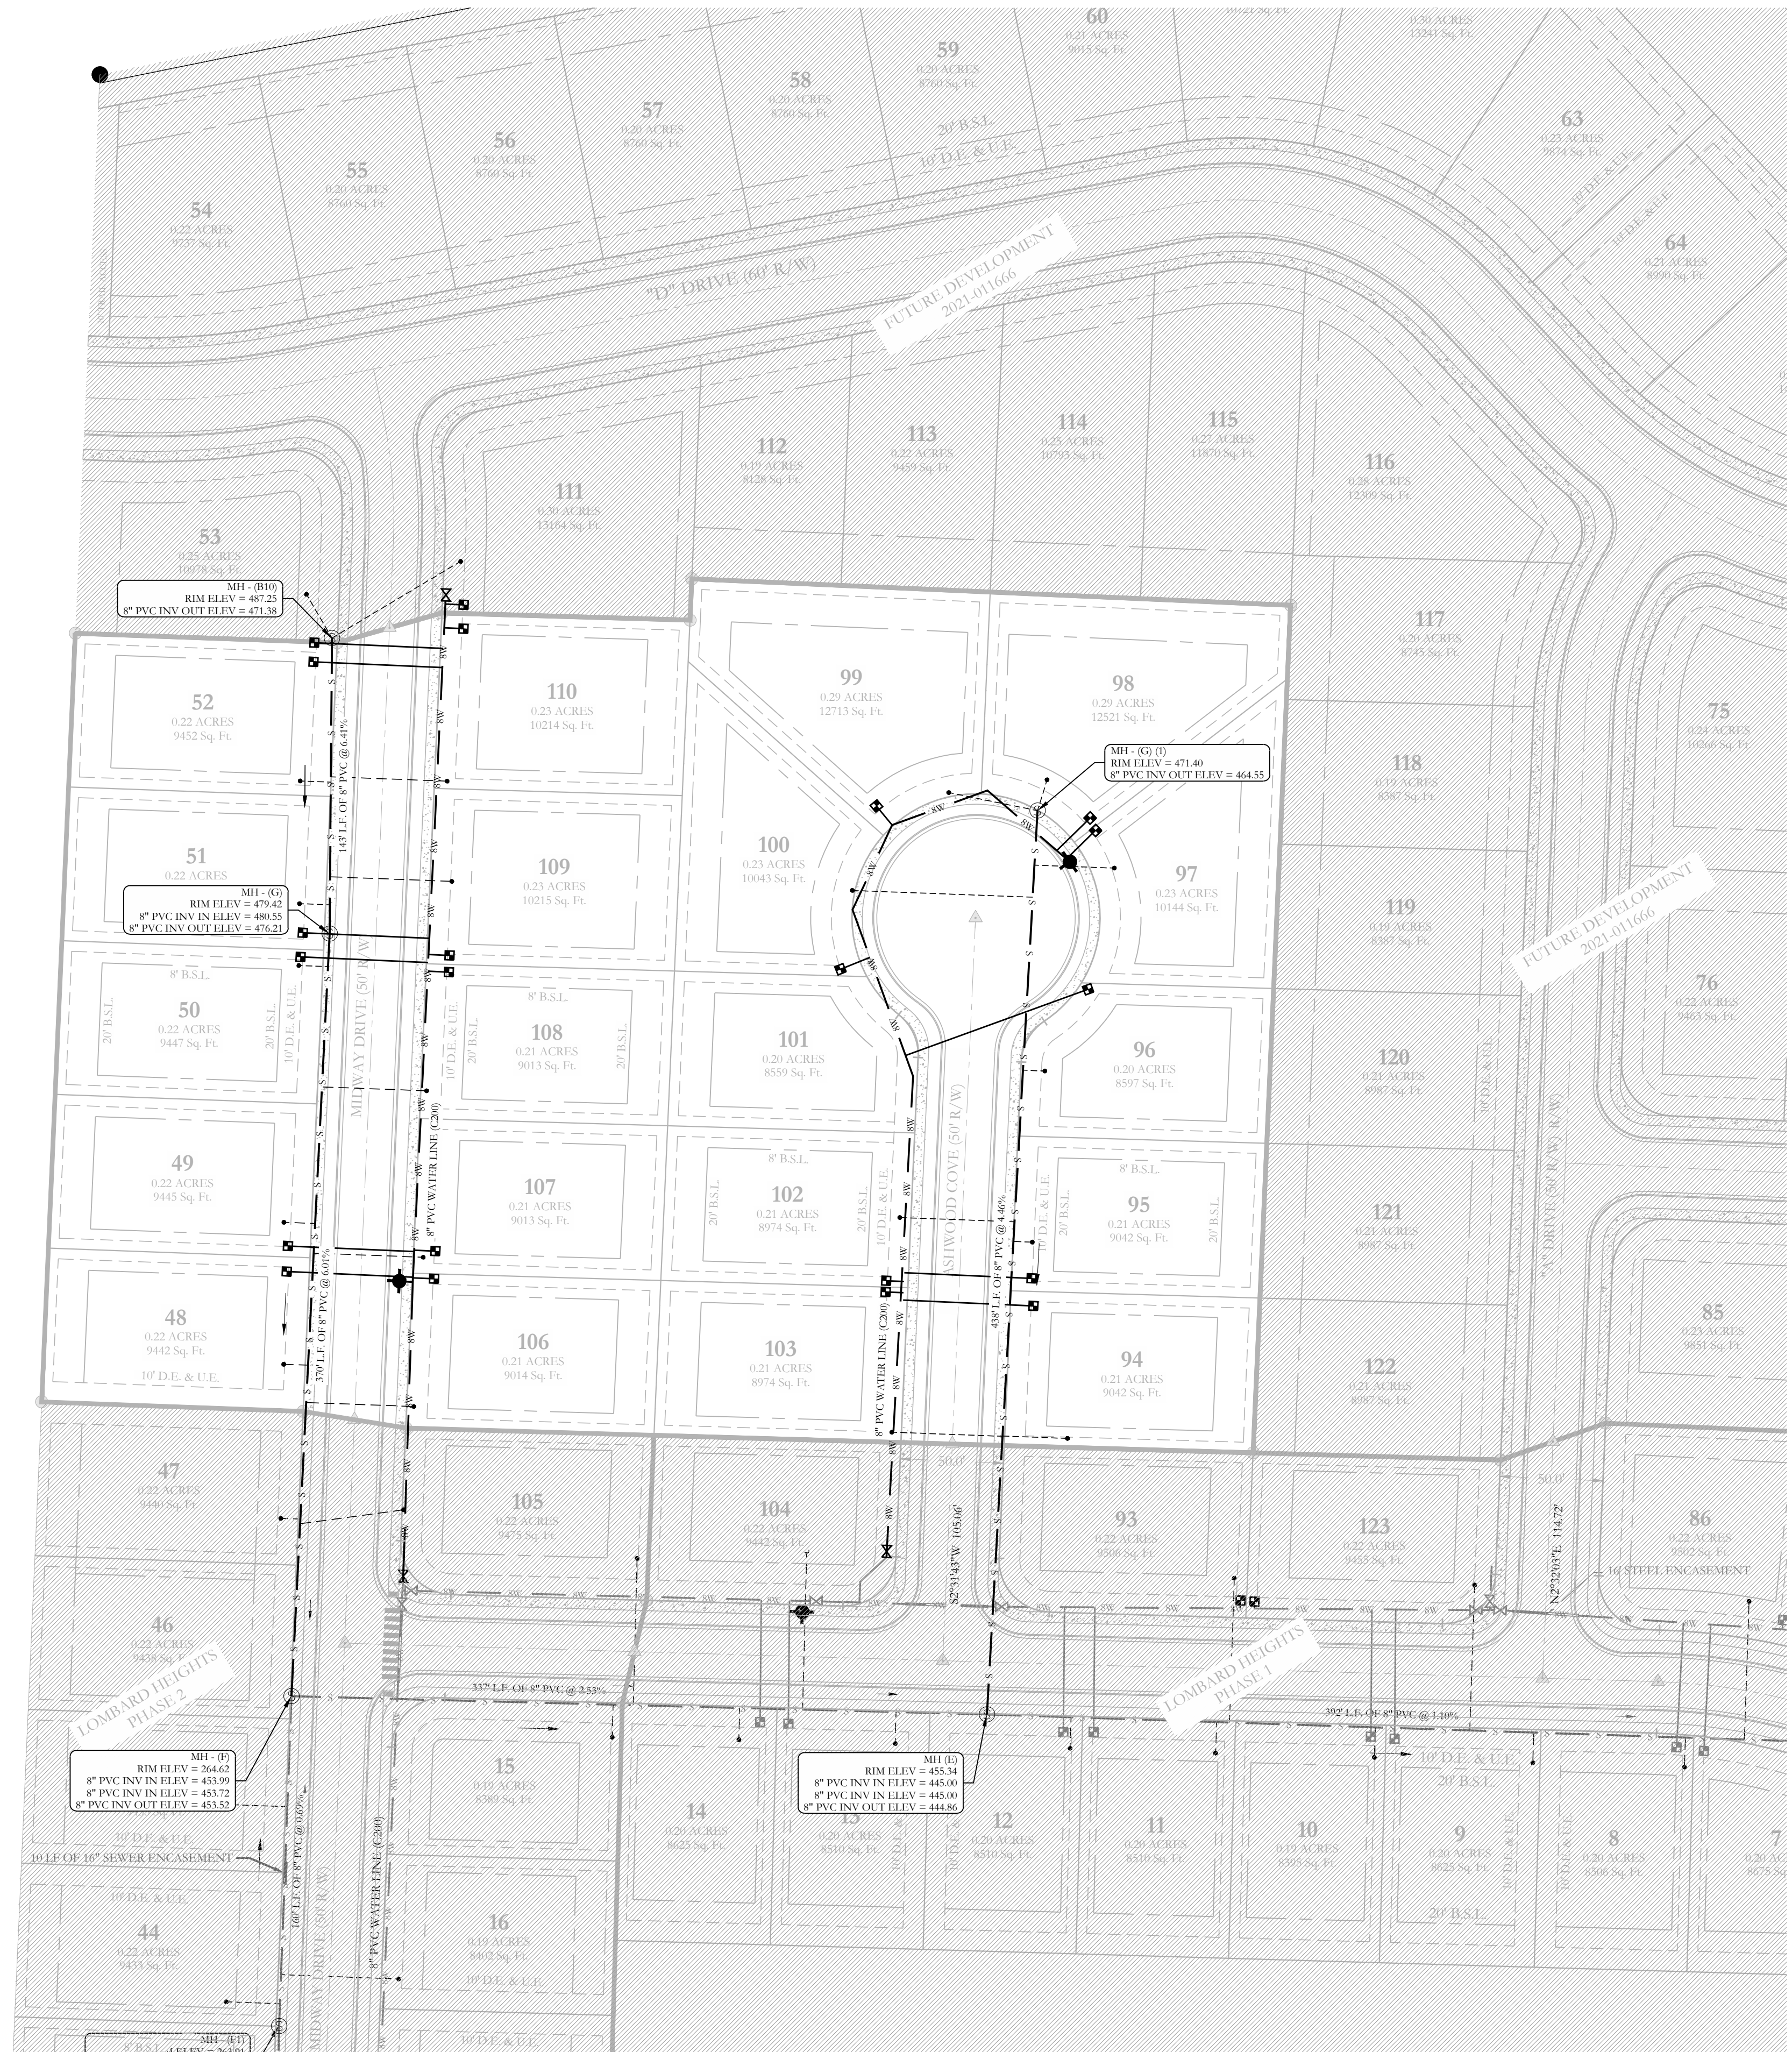 60
0.21 ACRES
9015 Sq. Ft.
10721 Sq. Ft.
0.30 ACRES
13241 Sq. Ft.
59
0.20 ACRES
8760 Sq. Ft.
58
0.20 ACRES
8760 Sq. Ft.
57
0.20 ACRES
8760 Sq. Ft.
56
0.20 ACRES
8760 Sq. Ft.
55
0.20 ACRES
8760 Sq. Ft.
54
0.22 ACRES
9737 Sq. Ft.
20' B.S.L.
10' D.E. & U.E.
63
0.23 ACRES
9874 Sq. Ft.
10' D.E. & U.E.
10' D.E. & U.E.
64
0.21 ACRES
8990 Sq. Ft.
"D" DRIVE (60' R/W)
FUTURE DEVELOPMENT
2021-011666
53
0.25 ACRES
10978 Sq. Ft.
111
0.30 ACRES
13164 Sq. Ft.
112
0.19 ACRES
8128 Sq. Ft.
113
0.22 ACRES
9459 Sq. Ft.
114
0.25 ACRES
10793 Sq. Ft.
115
0.27 ACRES
11870 Sq. Ft.
116
0.28 ACRES
12309 Sq. Ft.
MH - (B10)
RIM ELEV = 487.25
8" PVC INV OUT ELEV = 471.38
117
0.20 ACRES
8745 Sq. Ft.
52
0.22 ACRES
9452 Sq. Ft.
143' L.F. OF 8" PVC @ 6.41%
110
0.23 ACRES
10214 Sq. Ft.
99
0.29 ACRES
12713 Sq. Ft.
98
0.29 ACRES
12521 Sq. Ft.
MH - (G) (1)
RIM ELEV = 471.40
8" PVC INV OUT ELEV = 464.55
118
0.19 ACRES
8387 Sq. Ft.
75
0.24 ACRES
10266 Sq. Ft.
51
0.22 ACRES
MH - (G)
RIM ELEV = 479.42
8" PVC INV IN ELEV = 480.55
8" PVC INV OUT ELEV = 476.21
109
0.23 ACRES
10215 Sq. Ft.
100
0.23 ACRES
10043 Sq. Ft.
97
0.23 ACRES
10144 Sq. Ft.
119
0.19 ACRES
8387 Sq. Ft.
FUTURE DEVELOPMENT
2021-011666
76
0.22 ACRES
9463 Sq. Ft.
8' B.S.L.
20' B.S.L.
50
0.22 ACRES
9447 Sq. Ft.
20' B.S.L.
10' D.E. & U.E.
MIDWAY DRIVE (50' R/W)
10' D.E. & U.E.
20' B.S.L.
8' B.S.L.
108
0.21 ACRES
9013 Sq. Ft.
20' B.S.L.
101
0.20 ACRES
8559 Sq. Ft.
96
0.20 ACRES
8597 Sq. Ft.
120
0.21 ACRES
8987 Sq. Ft.
10' D.E. & U.E.
49
0.22 ACRES
9445 Sq. Ft.
8" PVC WATER LINE (C200)
107
0.21 ACRES
9013 Sq. Ft.
8' B.S.L.
20' B.S.L.
102
0.21 ACRES
8974 Sq. Ft.
20' B.S.L.
10' D.E. & U.E.
ASHWOOD COVE (50' R/W)
438' L.F. OF 8" PVC @ 4.46%
10' D.E. & U.E.
20' B.S.L.
8' B.S.L.
95
0.21 ACRES
9042 Sq. Ft.
20' B.S.L.
121
0.21 ACRES
8987 Sq. Ft.
"A" DRIVE (50' R/W) R/W)
48
0.22 ACRES
9442 Sq. Ft.
10' D.E. & U.E.
370' L.F. OF 8" PVC @ 6.01%
106
0.21 ACRES
9014 Sq. Ft.
103
0.21 ACRES
8974 Sq. Ft.
8" PVC WATER LINE (C200)
94
0.21 ACRES
9042 Sq. Ft.
122
0.21 ACRES
8987 Sq. Ft.
85
0.23 ACRES
9851 Sq. Ft.
47
0.22 ACRES
9440 Sq. Ft.
105
0.22 ACRES
9475 Sq. Ft.
104
0.22 ACRES
9442 Sq. Ft.
50.0'
S2°31'43"W 105.06'
93
0.22 ACRES
9506 Sq. Ft.
123
0.22 ACRES
9455 Sq. Ft.
50.0'
N2°32'03"E 114.72'
86
0.22 ACRES
9502 Sq. Ft.
16' STEEL ENCASEMENT
46
0.22 ACRES
9438 Sq. Ft.
LOMBARD HEIGHTS
PHASE 2
337' L.F. OF 8" PVC @ 2.53%
LOMBARD HEIGHTS
PHASE 1
392' L.F. OF 8" PVC @ 1.10%
MH - (F)
RIM ELEV = 264.62
8" PVC INV IN ELEV = 453.99
8" PVC INV IN ELEV = 453.72
8" PVC INV OUT ELEV = 453.52
15
0.19 ACRES
8389 Sq. Ft.
MH (E)
RIM ELEV = 455.34
8" PVC INV IN ELEV = 445.00
8" PVC INV IN ELEV = 445.00
8" PVC INV OUT ELEV = 444.86
10' D.E. & U.E.
20' B.S.L.
14
0.20 ACRES
8625 Sq. Ft.
13
0.20 ACRES
8510 Sq. Ft.
12
0.20 ACRES
8510 Sq. Ft.
11
0.20 ACRES
8510 Sq. Ft.
10
0.19 ACRES
8395 Sq. Ft.
9
0.20 ACRES
8625 Sq. Ft.
20' B.S.L.
10' D.E. & U.E.
10' D.E. & U.E.
8
0.20 ACRES
8506 Sq. Ft.
7
0.20 AC
8675 Sq
10' D.E. & U.E.
10 LF OF 16" SEWER ENCASEMENT
160' L.F. OF 8" PVC @ 0.69%
10' D.E. & U.E.
44
0.22 ACRES
9433 Sq. Ft.
MIDWAY DRIVE (50' R/W)
8" PVC WATER LINE (C200)
16
0.19 ACRES
8402 Sq. Ft.
10' D.E. & U.E.
10' D.E. & U.E.
8' B.S.L.